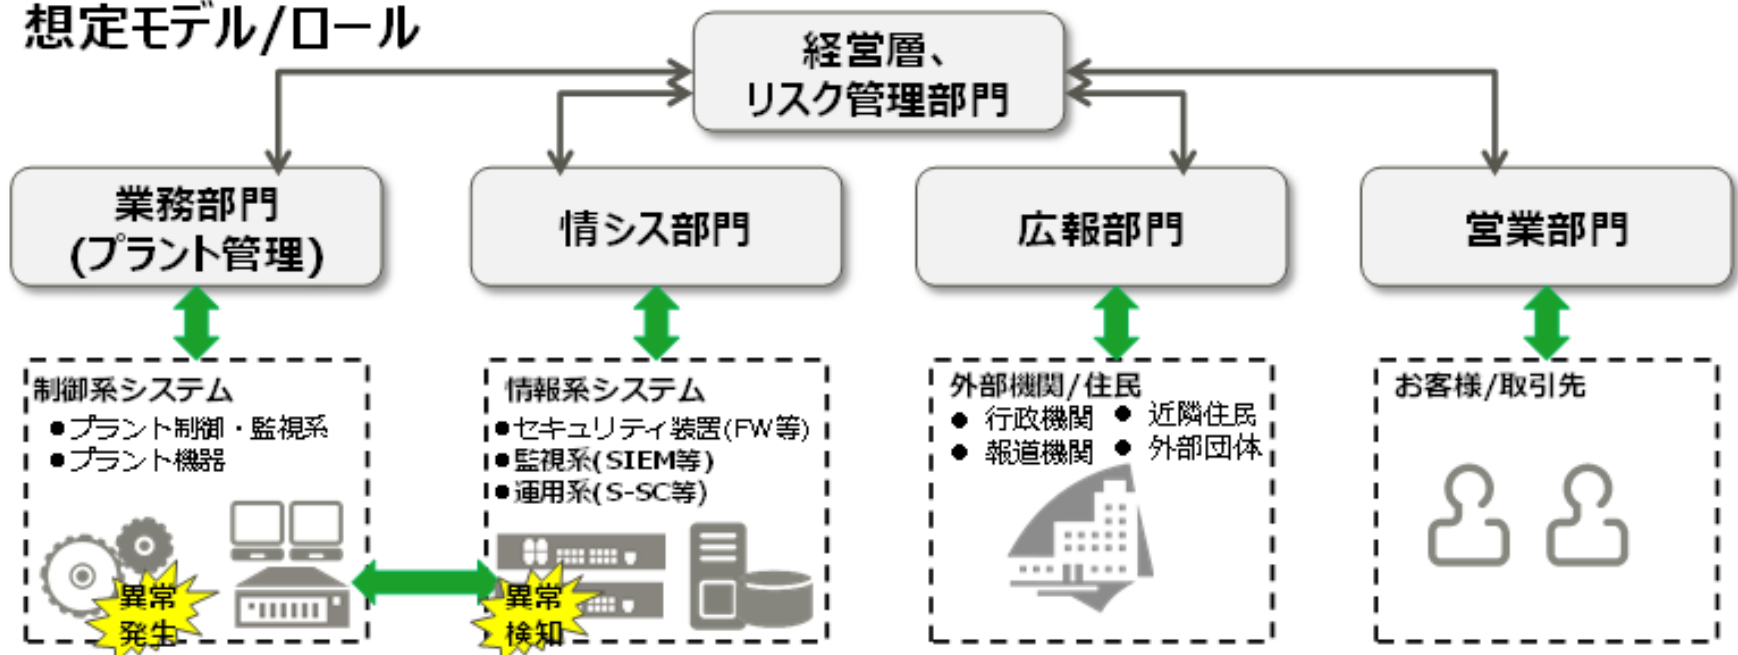 想定モデル/ロール
経営層、
リスク管理部門
業務部門
(プラント管理)
情シス部門
広報部門
営業部門
制御系システム
●プラント制御・監視系
●プラント機器
異常
発生
情報系システム
●セキュリティ装置(FW等)
●監視系(SIEM等)
●運用系(S-SC等)
異常
検知
外部機関/住民
● 行政機関 ● 近隣住民
● 報道機関 ● 外部団体
お客様/取引先